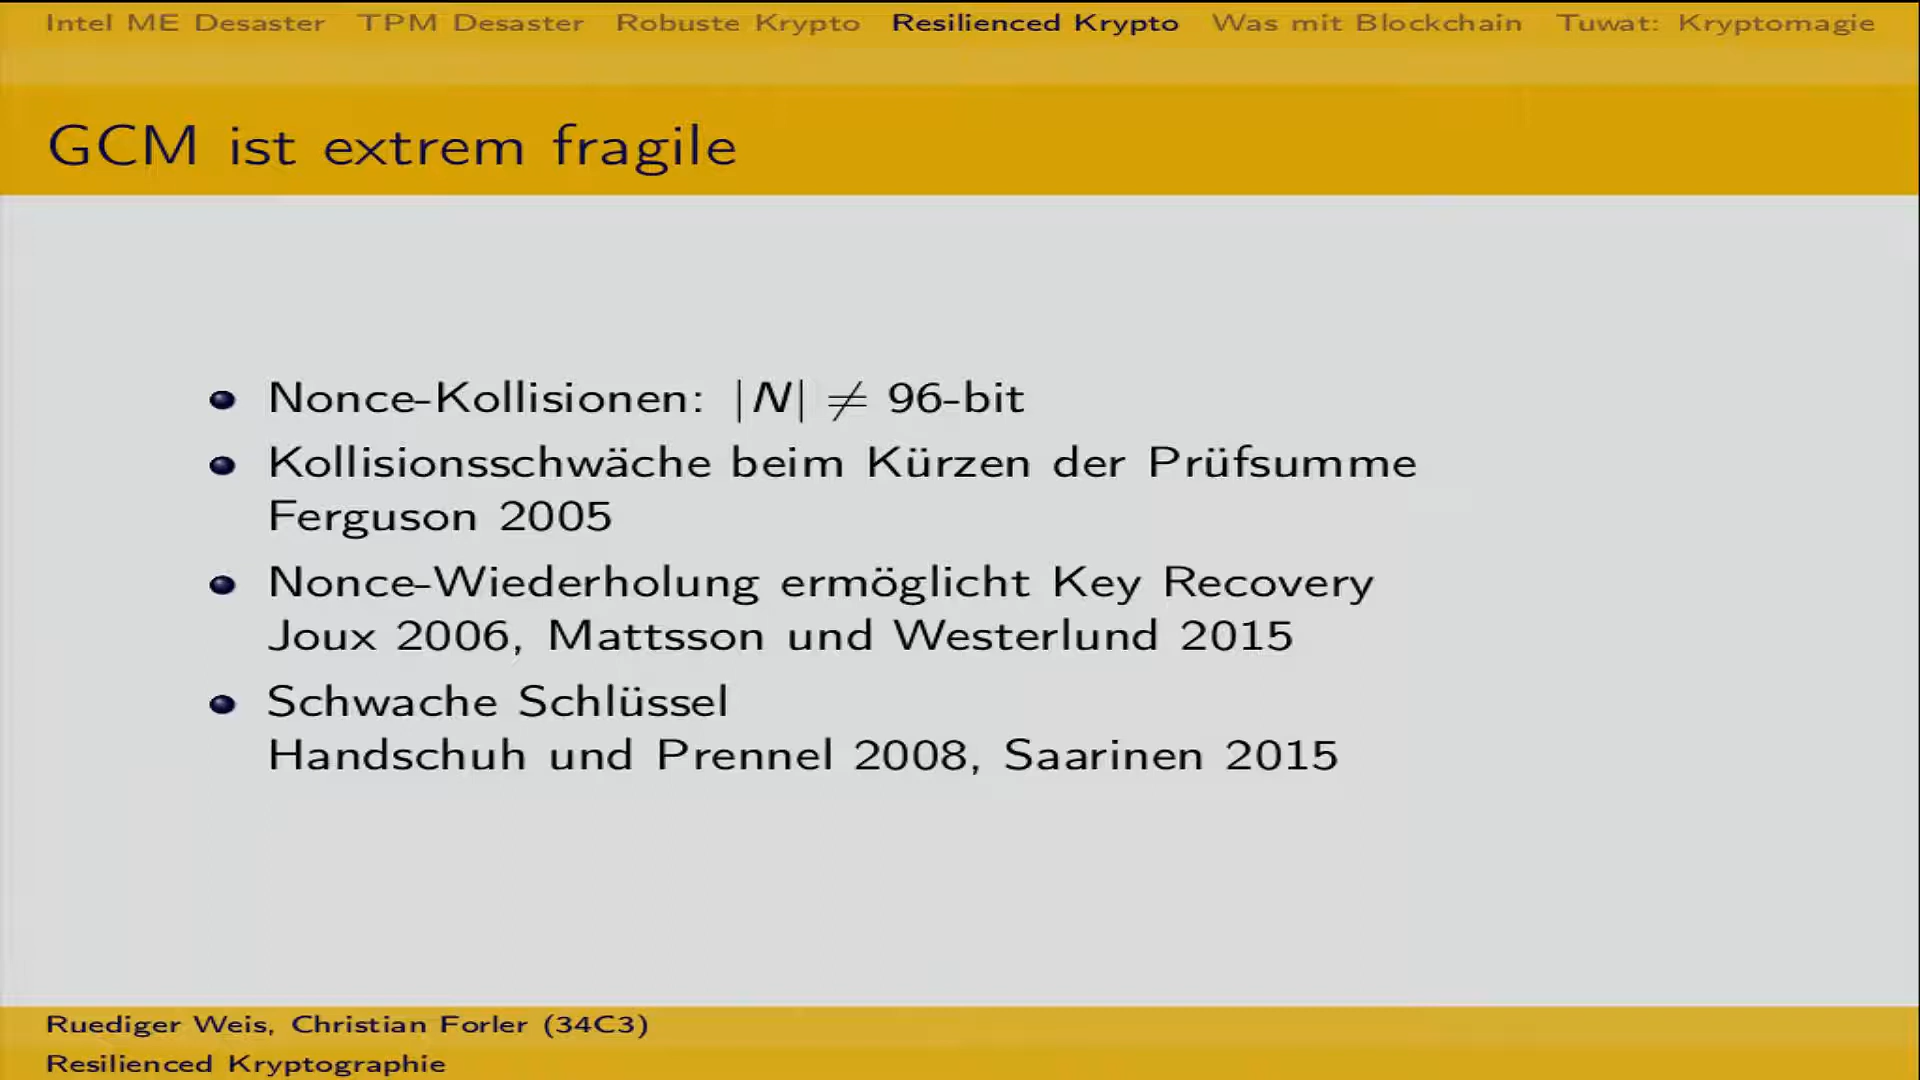 Intel ME Desaster TPM Desaster Robuste Krypto Resilienced Krypto Was mit Blockchain Tuwat: Kryptomagie
GCM ist extrem fragile
Nonce-Kollisionen: |N| ≠ 96-bit
Kollisionsschwäche beim Kürzen der Prüfsumme
Ferguson 2005
Nonce-Wiederholung ermöglicht Key Recovery
Joux 2006, Mattsson und Westerlund 2015
Schwache Schlüssel
Handschuh und Prennel 2008, Saarinen 2015
Ruediger Weis, Christian Forler (34C3)
Resilienced Kryptographie